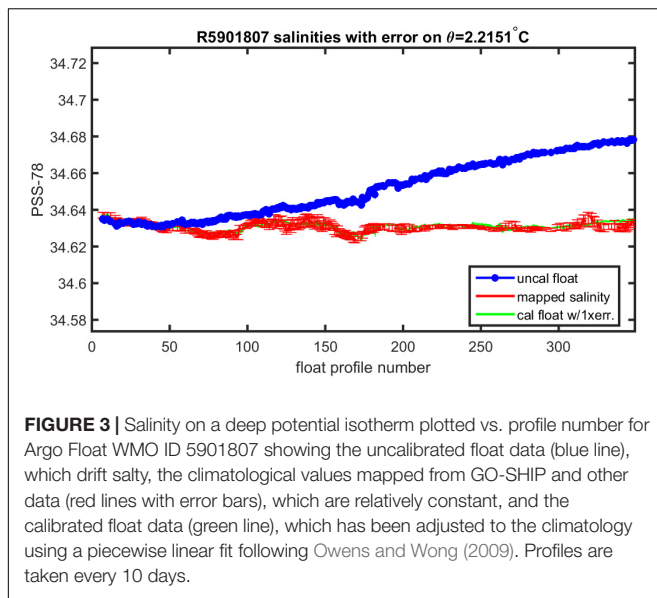 R5901807 salinities with error on θ=2.2151°C
34.72
34.7
34.68
34.66
34.64
34.62
34.6
34.58
PSS-78
uncal float
mapped salinity
cal float w/1xerr.
0 50 100 150 200 250 300
float profile number
FIGURE 3 | Salinity on a deep potential isotherm plotted vs. profile number for
Argo Float WMO ID 5901807 showing the uncalibrated float data (blue line),
which drift salty, the climatological values mapped from GO-SHIP and other
data (red lines with error bars), which are relatively constant, and the
calibrated float data (green line), which has been adjusted to the climatology
using a piecewise linear fit following Owens and Wong (2009). Profiles are
taken every 10 days.